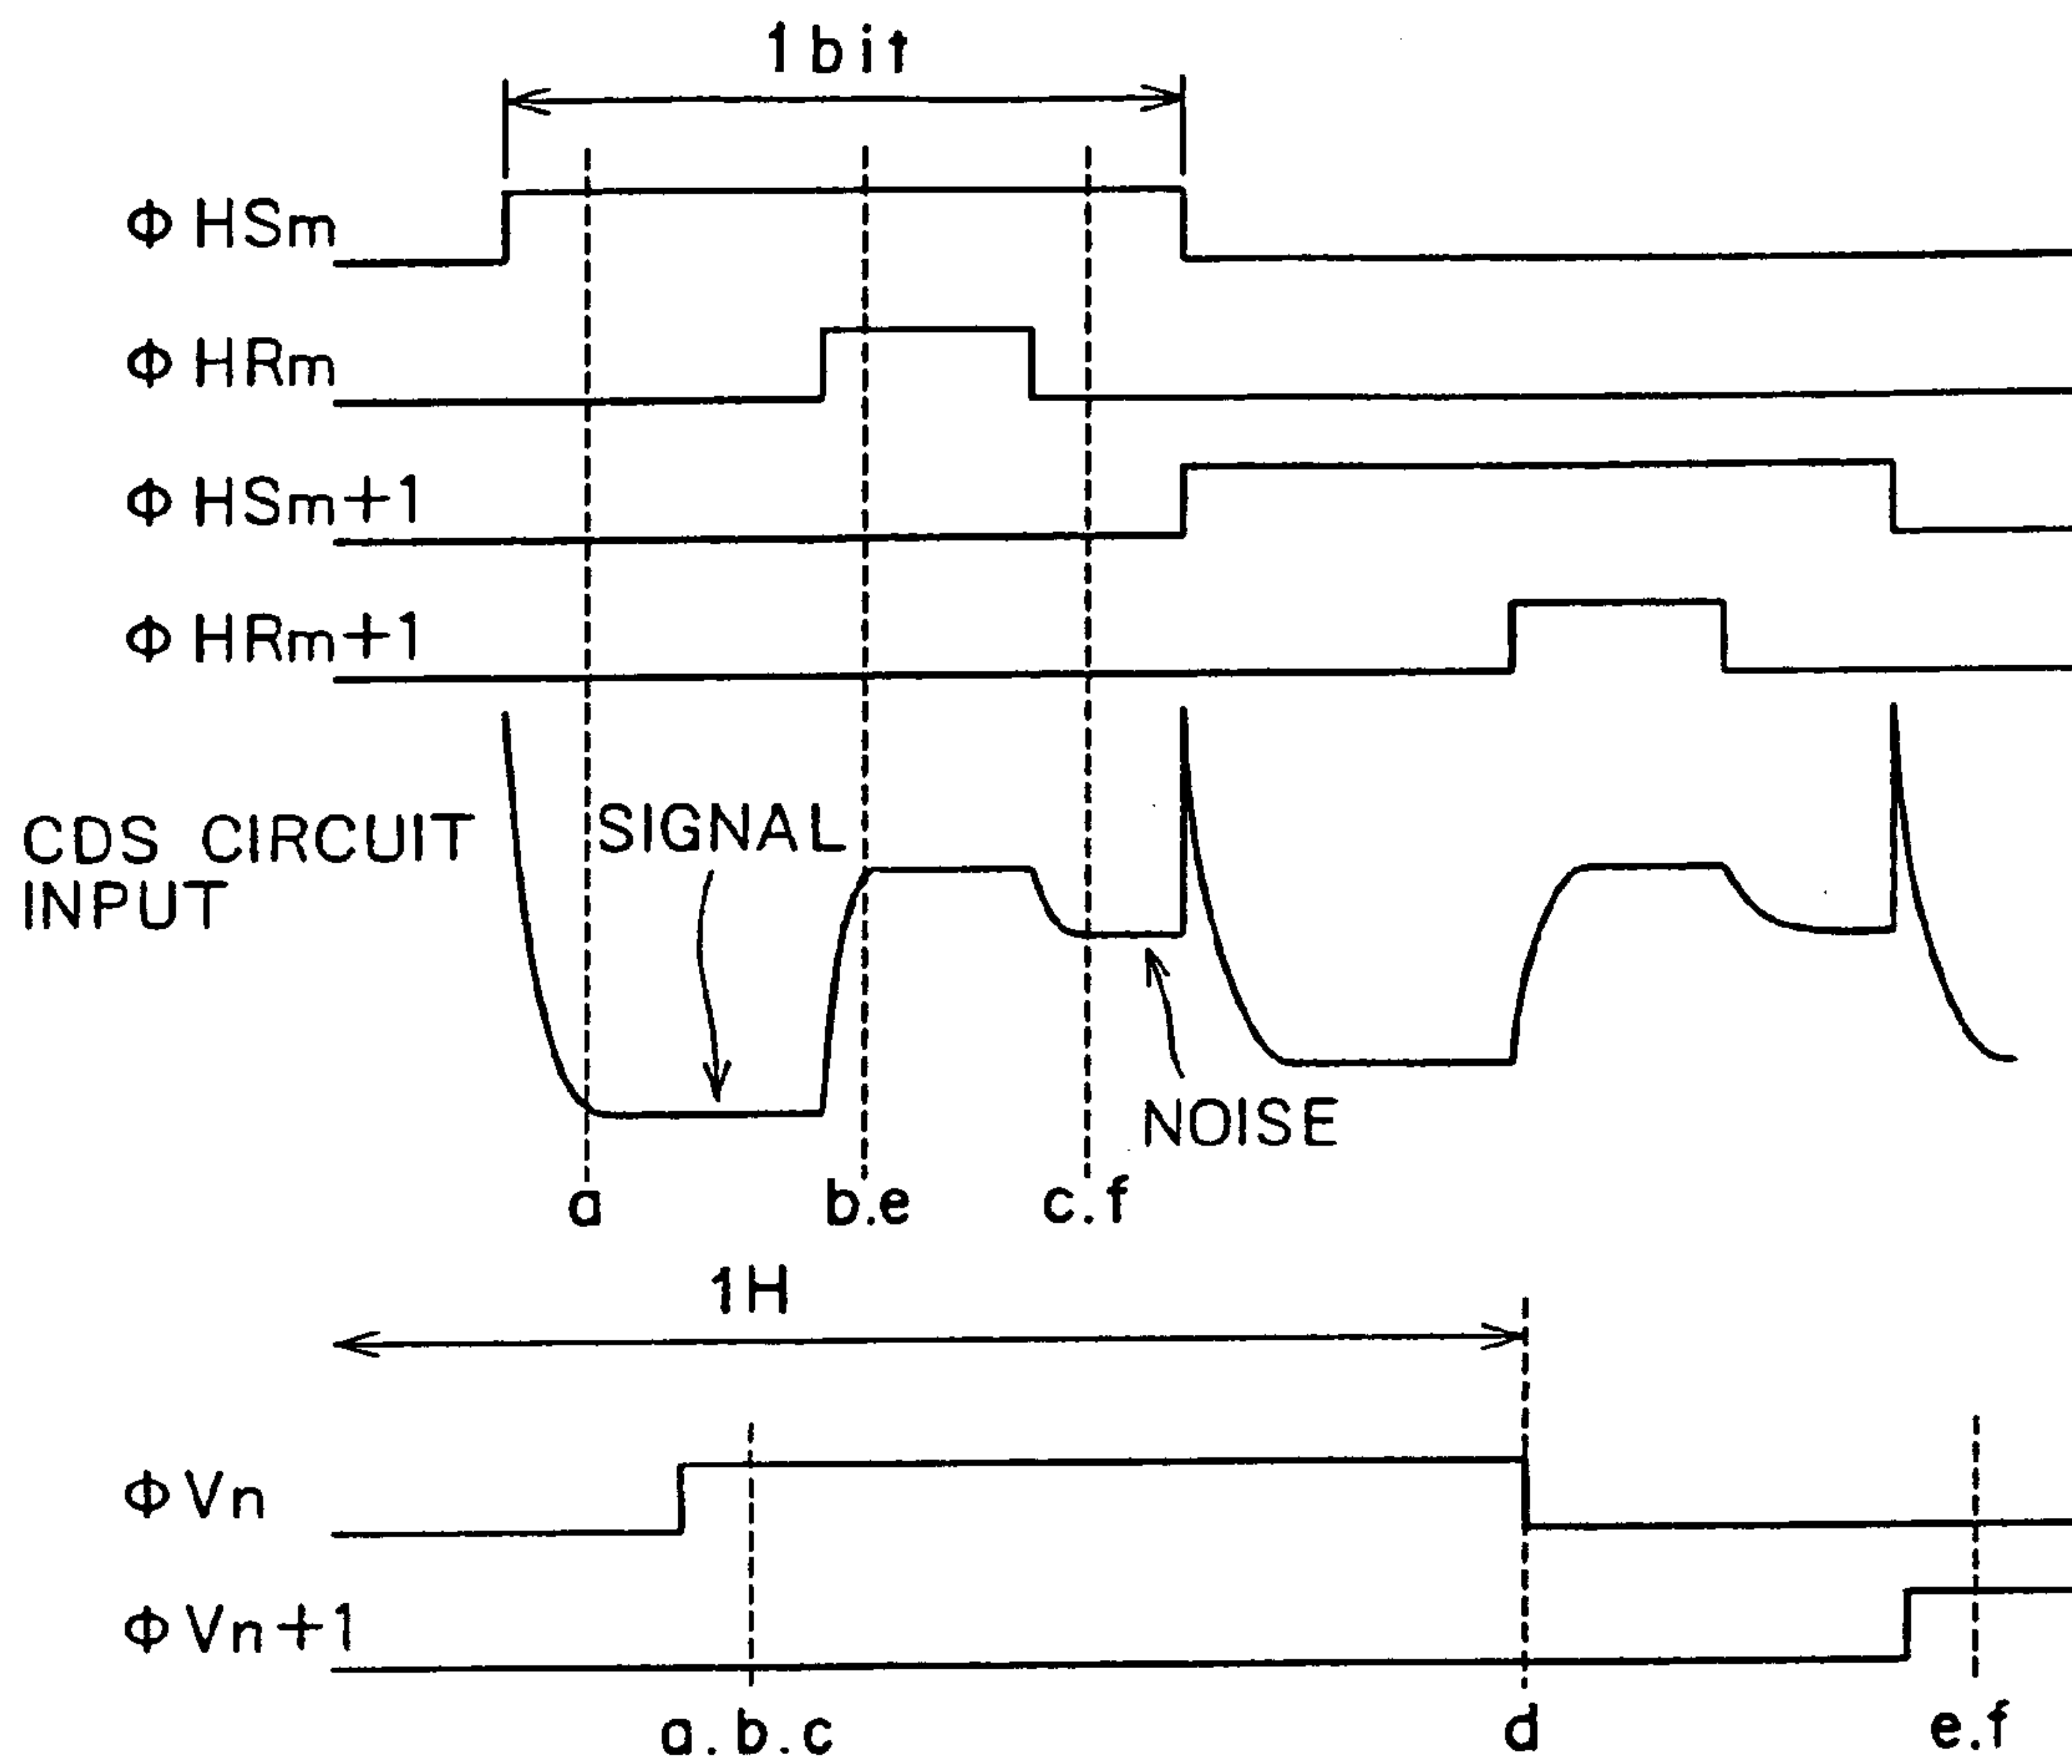 1bit
ΦHSm
ΦHRm
ΦHSm+1
ΦHRm+1
CDS CIRCUIT
INPUT
SIGNAL
NOISE
a
b.e
c.f
1H
ΦVn
ΦVn+1
a.b.c
d
e.f